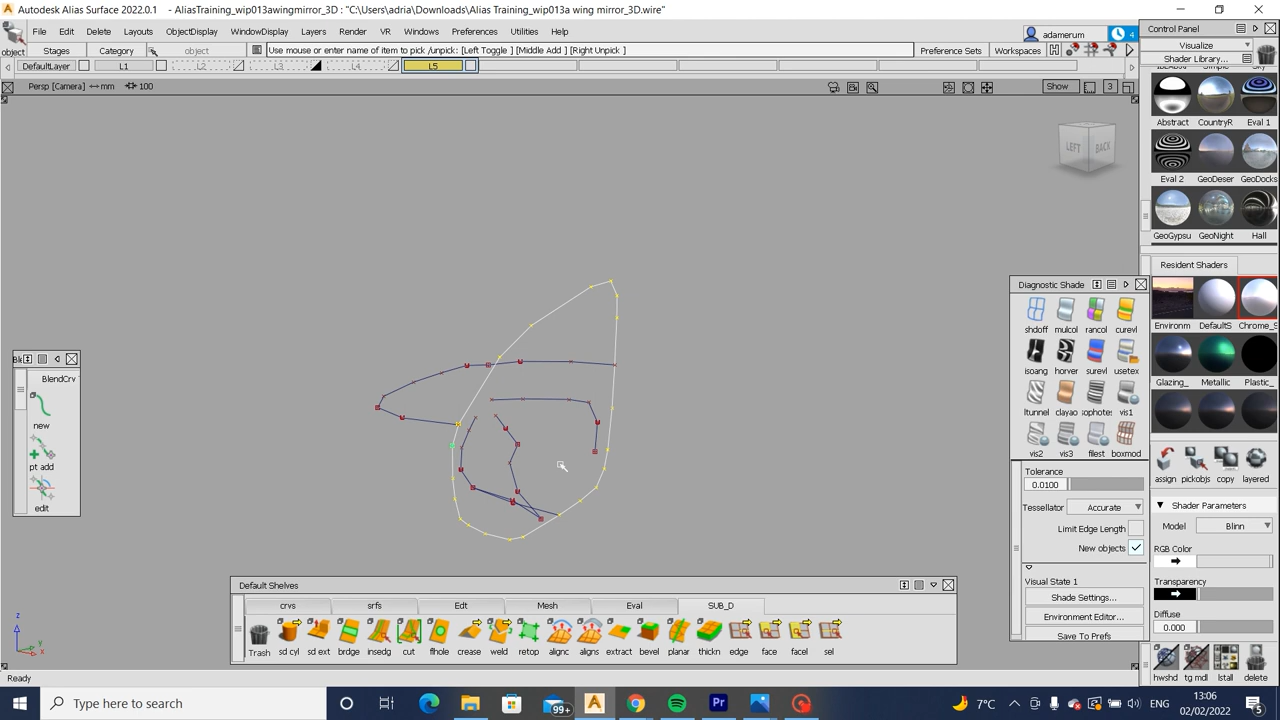 Autodesk Alias Surface 2022.0.1 - AliasTraining_wip013awingmirror_3D : "C:\Users\adria\Downloads\Alias Training_wip013a wing mirror_3D.wire"
File Edit Delete Layouts ObjectDisplay WindowDisplay Layers Render VR Windows Preferences Utilities Help
adamerum 4
object
Stages Category object Use mouse or enter name of item to pick /unpick: [Left Toggle ] [Middle Add ] [Right Unpick ] Preference Sets Workspaces
DefaultLayer L1 L2 L3 L4 L5
Persp [Camera] mm 100 Show 3
LEFT BACK
Control Panel
Visualize
Shader Library...
Abstract CountryR Eval 1
Eval 2 GeoDeser GeoDocks
GeoGypsu GeoNight Hall
Resident Shaders
Environm DefaultS Chrome_S
Glazing_ Metallic Plastic_
assign pickobjs copy layered
Shader Parameters
Model Blinn
RGB Color
Transparency
Diffuse
0.000
hwshd tg mdl lstall delete
Diagnostic Shade
shdoff mulcol rancol curevl
isoang horver surevl usetex
ltunnel clayao isophotes vis1
vis2 vis3 filest boxmod
Tolerance
0.0100
Tessellator Accurate
Limit Edge Length
New objects
Visual State 1
Shade Settings...
Environment Editor...
Save To Prefs
BlendCrv
new
pt add
edit
Default Shelves
crvs srfs Edt Mesh Eval SUB_D
Trash sd cyl sd ext brdge insedg cut flhole crease weld retop alignc aligns extract bevel planar thickn edge face facel sel
z
y
x
Ready
Type here to search
99+
Pr
7°C
ENG
13:06
02/02/2022